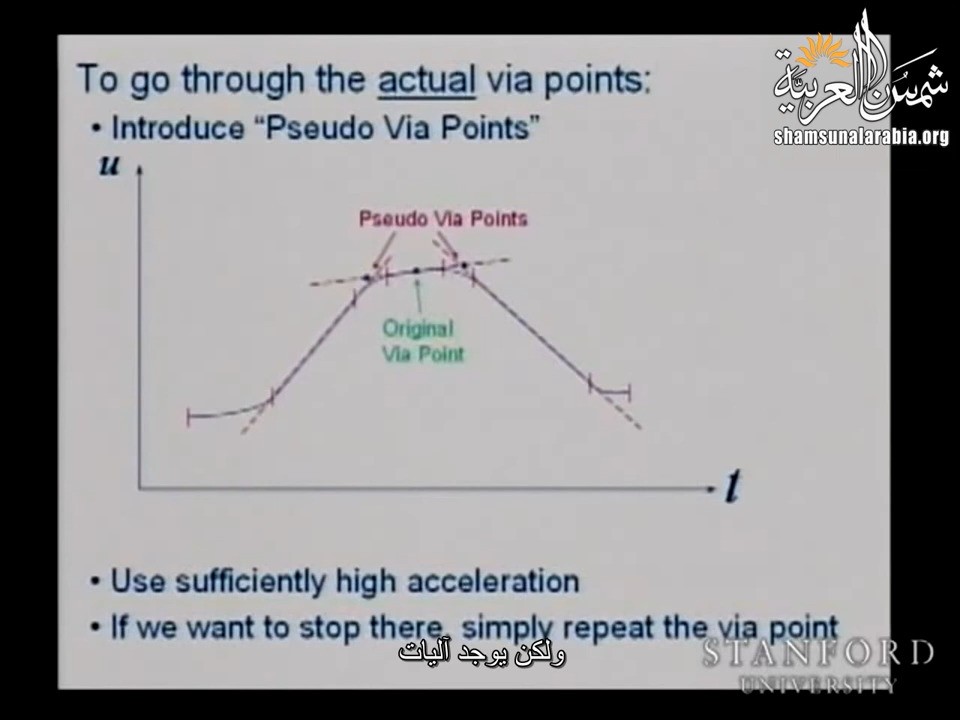 شمس العربية
shamsunalarabia.org
To go through the actual via points:
• Introduce “Pseudo Via Points”
u
Pseudo Via Points
Original
Via Point
t
• Use sufficiently high acceleration
• If we want to stop there, simply repeat the via point
ولكن يوجد آليات
STANFORD
UNIVERSITY